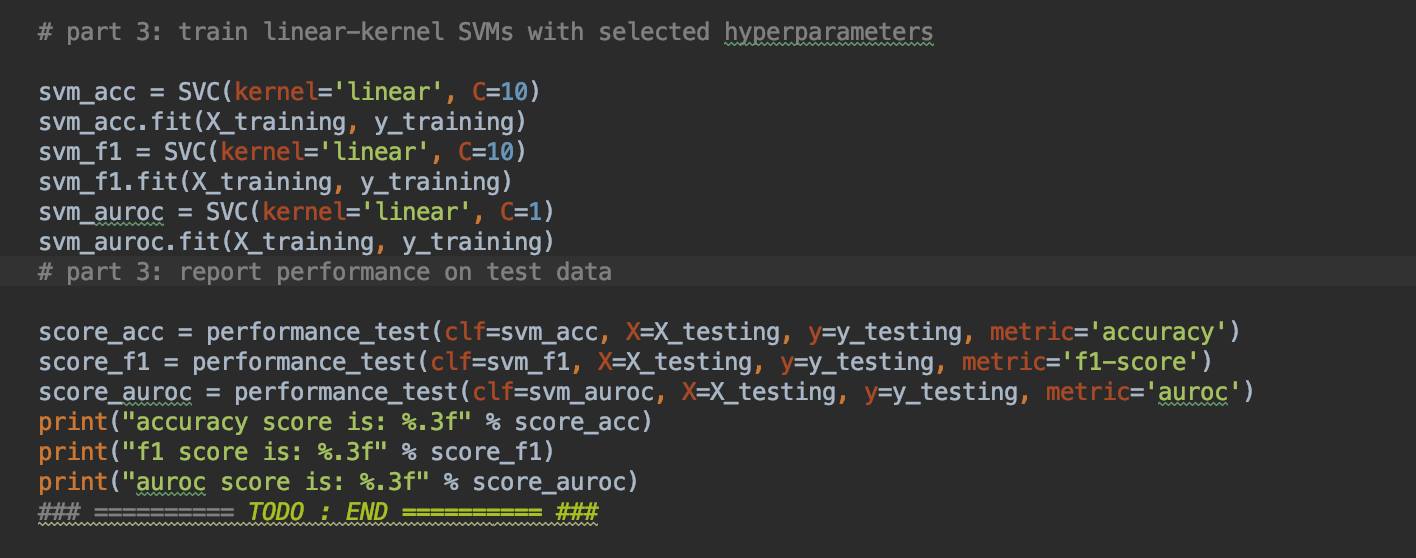 # part 3: train linear-kernel SVMs with selected hyperparameters
svm_acc = SVC(kernel='linear', C=10)
svm_acc.fit(X_training, y_training)
svm_f1 = SVC(kernel='linear', C=10)
svm_f1.fit(X_training, y_training)
svm_auroc = SVC(kernel='linear', C=1)
svm_auroc.fit(X_training, y_training)
# part 3: report performance on test data
score_acc = performance_test(clf=svm_acc, X=X_testing, y=y_testing, metric='accuracy')
score_f1 = performance_test(clf=svm_f1, X=X_testing, y=y_testing, metric='f1-score')
score_auroc = performance_test(clf=svm_auroc, X=X_testing, y=y_testing, metric='auroc')
print("accuracy score is: %.3f" % score_acc)
print("f1 score is: %.3f" % score_f1)
print("auroc score is: %.3f" % score_auroc)
### ========== TODO : END ========== ###